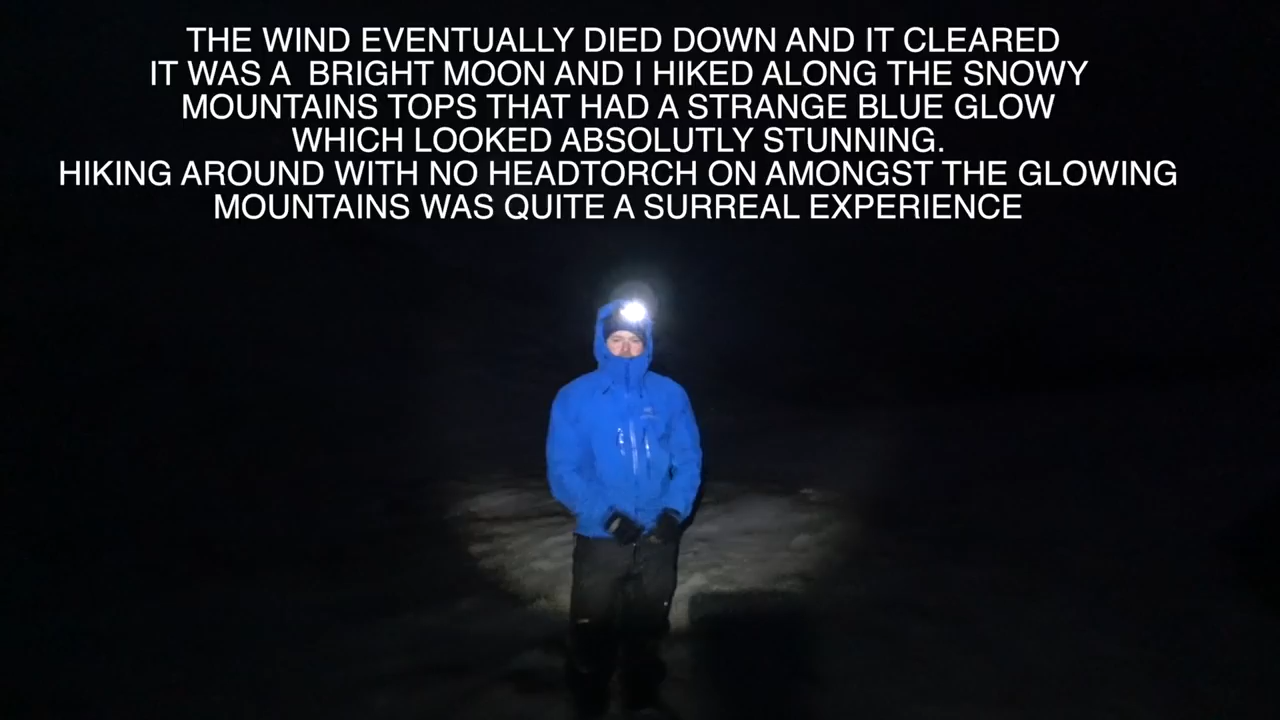 THE WIND EVENTUALLY DIED DOWN AND IT CLEARED
IT WAS A  BRIGHT MOON AND I HIKED ALONG THE SNOWY
MOUNTAINS TOPS THAT HAD A STRANGE BLUE GLOW
WHICH LOOKED ABSOLUTLY STUNNING.
HIKING AROUND WITH NO HEADTORCH ON AMONGST THE GLOWING
MOUNTAINS WAS QUITE A SURREAL EXPERIENCE